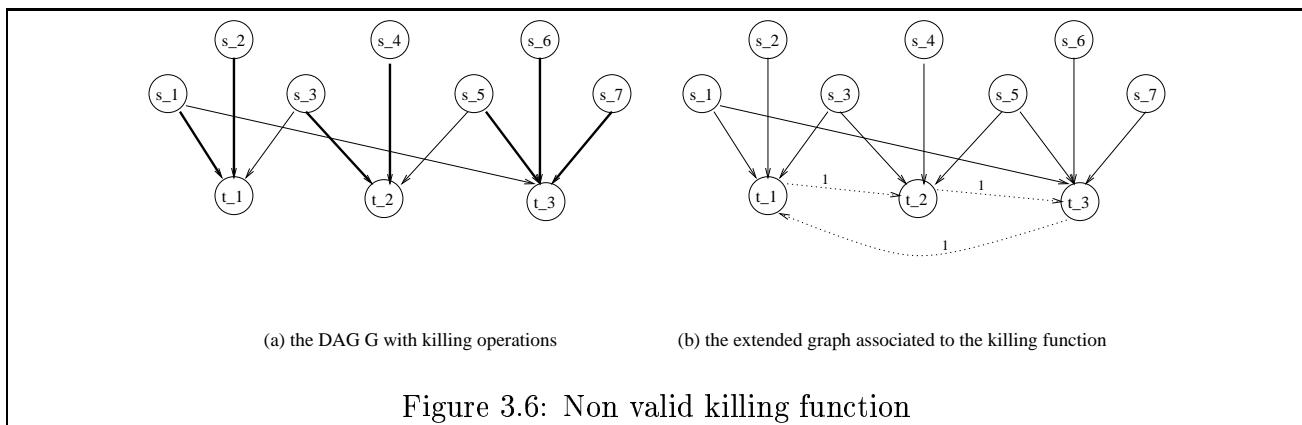 s_2 s_4 s_6 s_2 s_4 s_6
s_1 s_3 s_5 s_7 s_1 s_3 s_5 s_7
t_1 t_2 t_3 t_1 1 t_2 1 t_3
1
(a) the DAG G with killing operations (b) the extended graph associated to the killing function
Figure 3.6: Non valid killing function